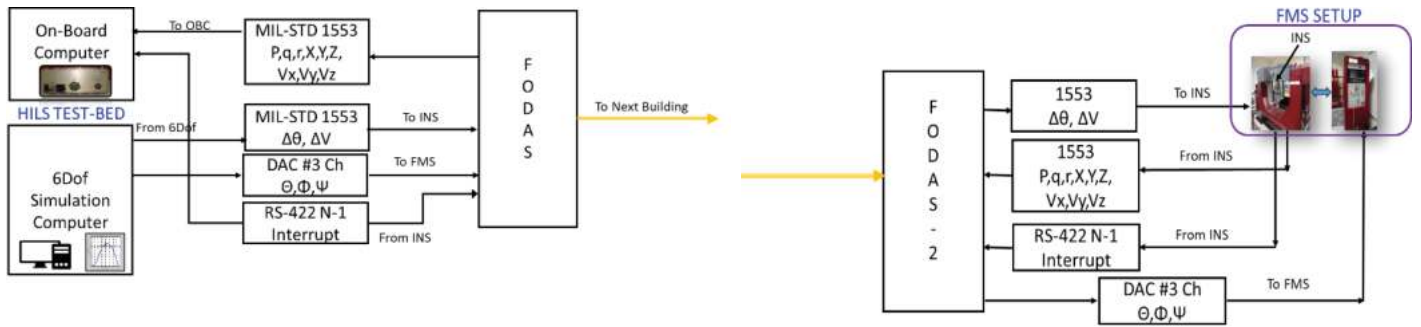 On-Board
Computer
HILS TEST-BED
6Dof
Simulation
Computer
To OBC
MIL-STD 1553
P,q,r,X,Y,Z,
Vx,Vy,Vz
From 6Dof
MIL-STD 1553
Δθ, ΔV
To INS
DAC #3 Ch
Θ,Φ,Ψ
To FMS
RS-422 N-1
Interrupt
From INS
F
O
D
A
S
To Next Building
F
O
D
A
S
-
2
1553
Δθ, ΔV
To INS
1553
P,q,r,X,Y,Z,
Vx,Vy,Vz
From INS
RS-422 N-1
Interrupt
From INS
DAC #3 Ch
Θ,Φ,Ψ
To FMS
FMS SETUP
INS